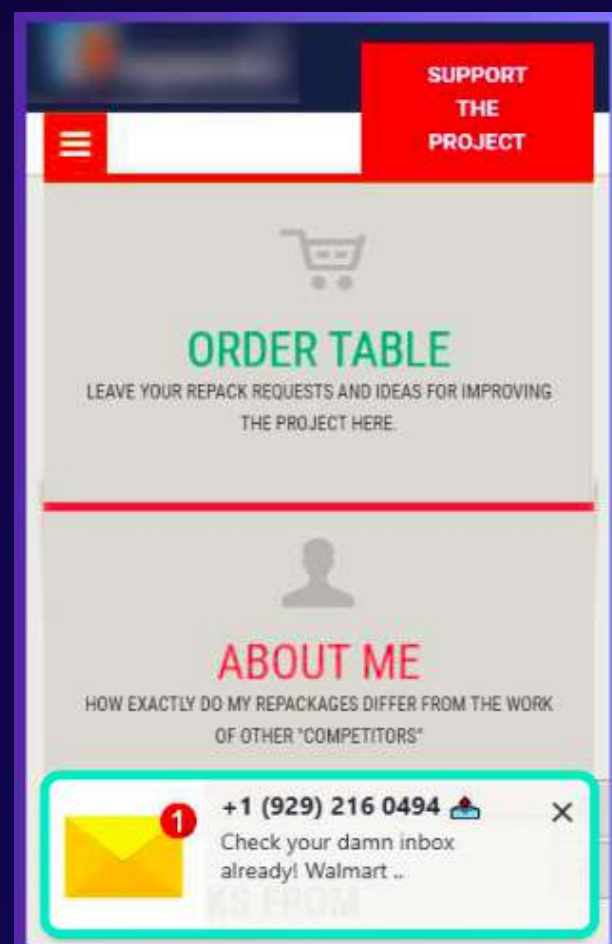 SUPPORT
THE
PROJECT
ORDER TABLE
LEAVE YOUR REPACK REQUESTS AND IDEAS FOR IMPROVING
THE PROJECT HERE.
ABOUT ME
HOW EXACTLY DO MY REPACKAGES DIFFER FROM THE WORK
OF OTHER "COMPETITORS"
1
+1 (929) 216 0494
Check your damn inbox
already! Walmart ..
KS FROM